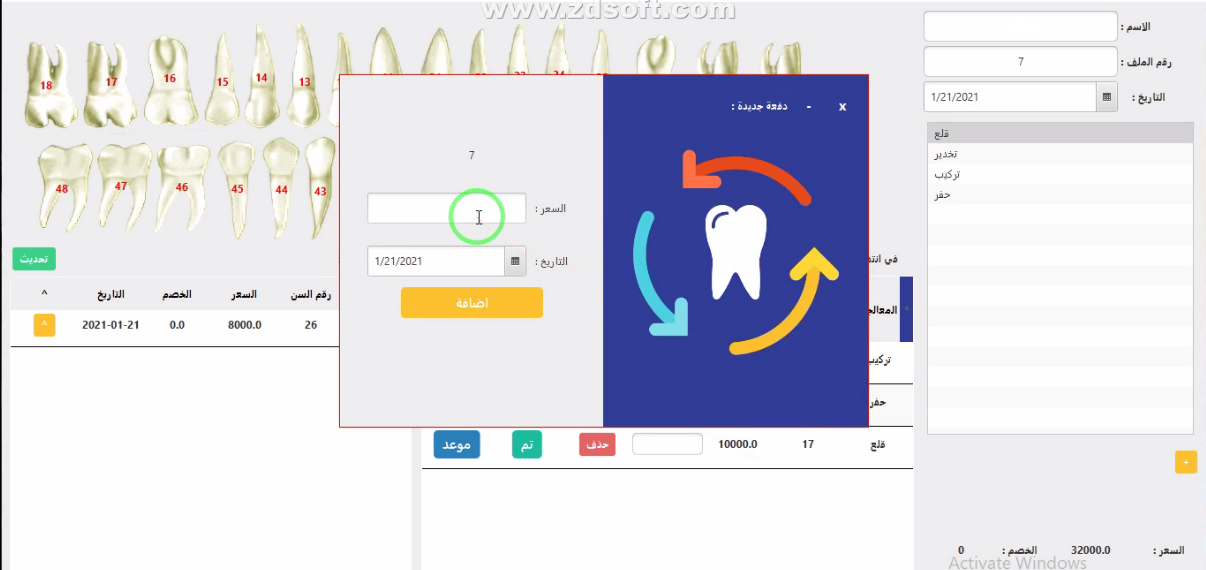 www.zdsoft.com
الاسم :
رقم الملف : 7
التاريخ : 1/21/2021
قلع
تخدير
تركيب
حفر
+
السعر : 32000.0 الخصم : 0
Activate Windows
18 17 16 15 14 13
48 47 46 45 44 43
x - دفعة جديدة :
7
السعر :
التاريخ : 1/21/2021
اضافة
تحديث
رقم السن السعر الخصم التاريخ ^
26 8000.0 0.0 2021-01-21 ^
في
تركيب
حفر
قلع 17 10000.0 حذف تم موعد